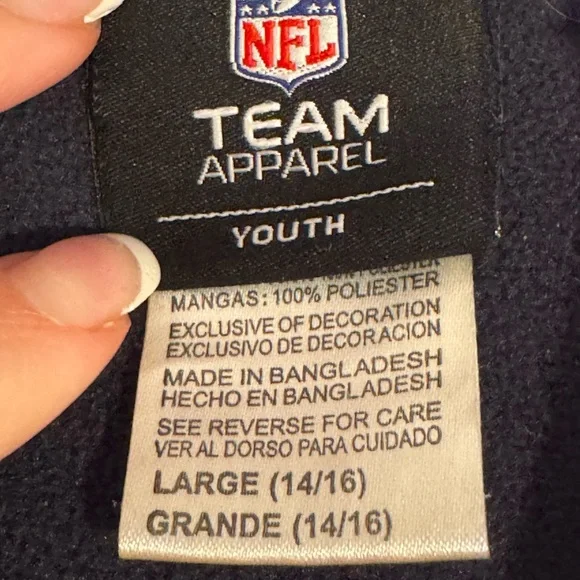 NFL
TEAM
APPAREL
YOUTH
MANGAS: 100% POLIESTER
EXCLUSIVE OF DECORATION
EXCLUSIVO DE DECORACION
MADE IN BANGLADESH
HECHO EN BANGLADESH
SEE REVERSE FOR CARE
VER AL DORSO PARA CUIDADO
LARGE (14/16)
GRANDE (14/16)